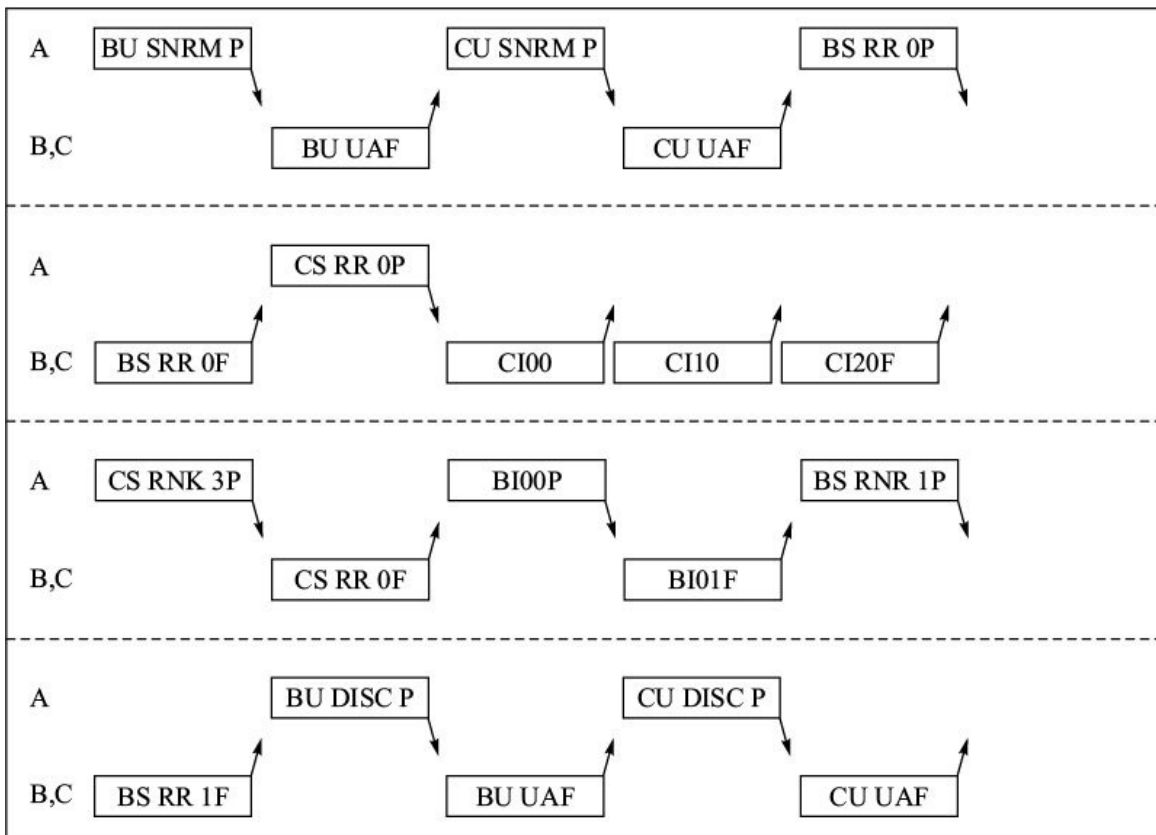 A BU SNRM P CU SNRM P BS RR 0P
B,C BU UAF CU UAF
A CS RR 0P
B,C BS RR 0F CI00 CI10 CI20F
A CS RNK 3P BI00P BS RNR 1P
B,C CS RR 0F BI01F
A BU DISC P CU DISC P
B,C BS RR 1F BU UAF CU UAF